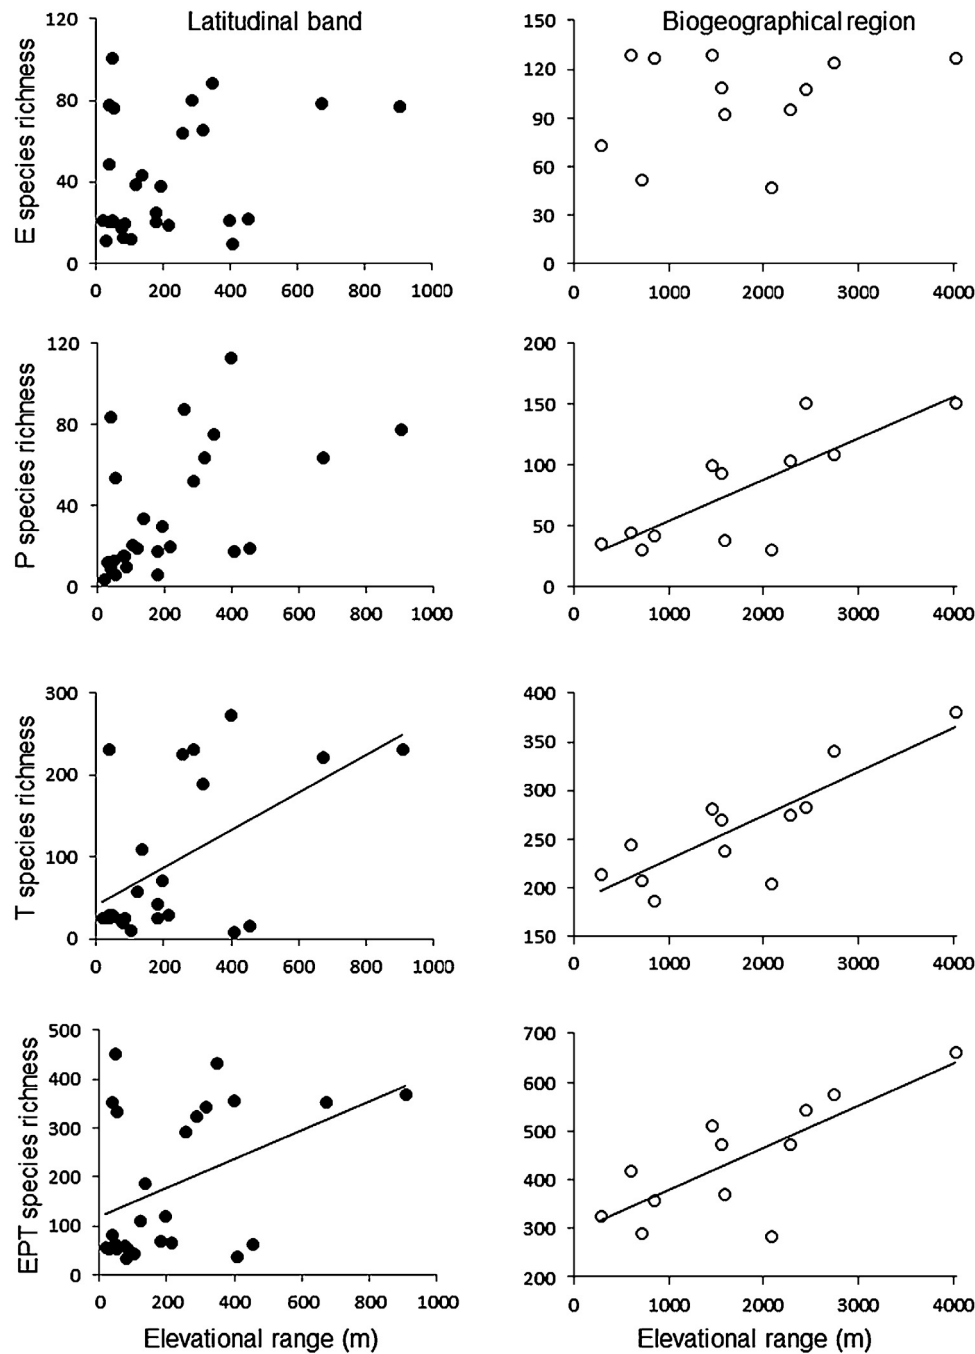 Latitudinal band
Biogeographical region
E species richness
120
80
40
0
0 200 400 600 800 1000
150
120
90
60
30
0
0 1000 2000 3000 4000
P species richness
120
80
40
0
0 200 400 600 800 1000
200
150
100
50
0
0 1000 2000 3000 4000
T species richness
300
200
100
0
0 200 400 600 800 1000
400
350
300
250
200
150
0 1000 2000 3000 4000
EPT species richness
500
400
300
200
100
0
0 200 400 600 800 1000
Elevational range (m)
700
600
500
400
300
200
0 1000 2000 3000 4000
Elevational range (m)